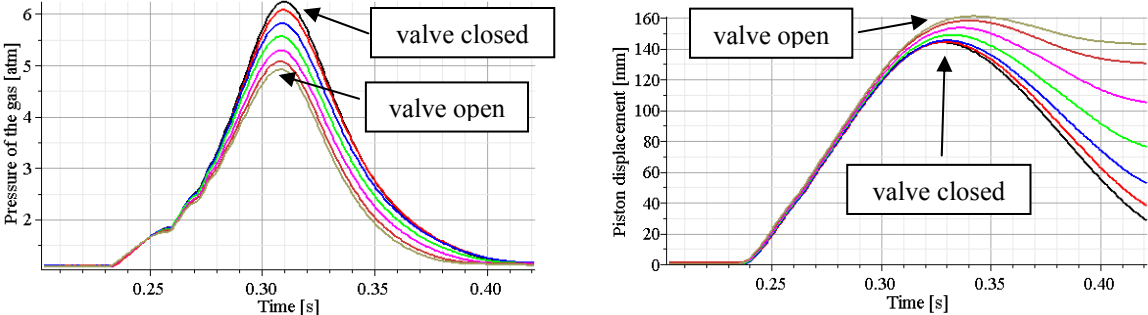 Pressure of the gas [atm]
6
5
4
3
2
0.25
0.30
0.35
0.40
Time [s]
valve closed
valve open
Piston displacement [mm]
160
140
120
100
80
60
40
20
0
0.25
0.30
0.35
0.40
Time [s]
valve open
valve closed